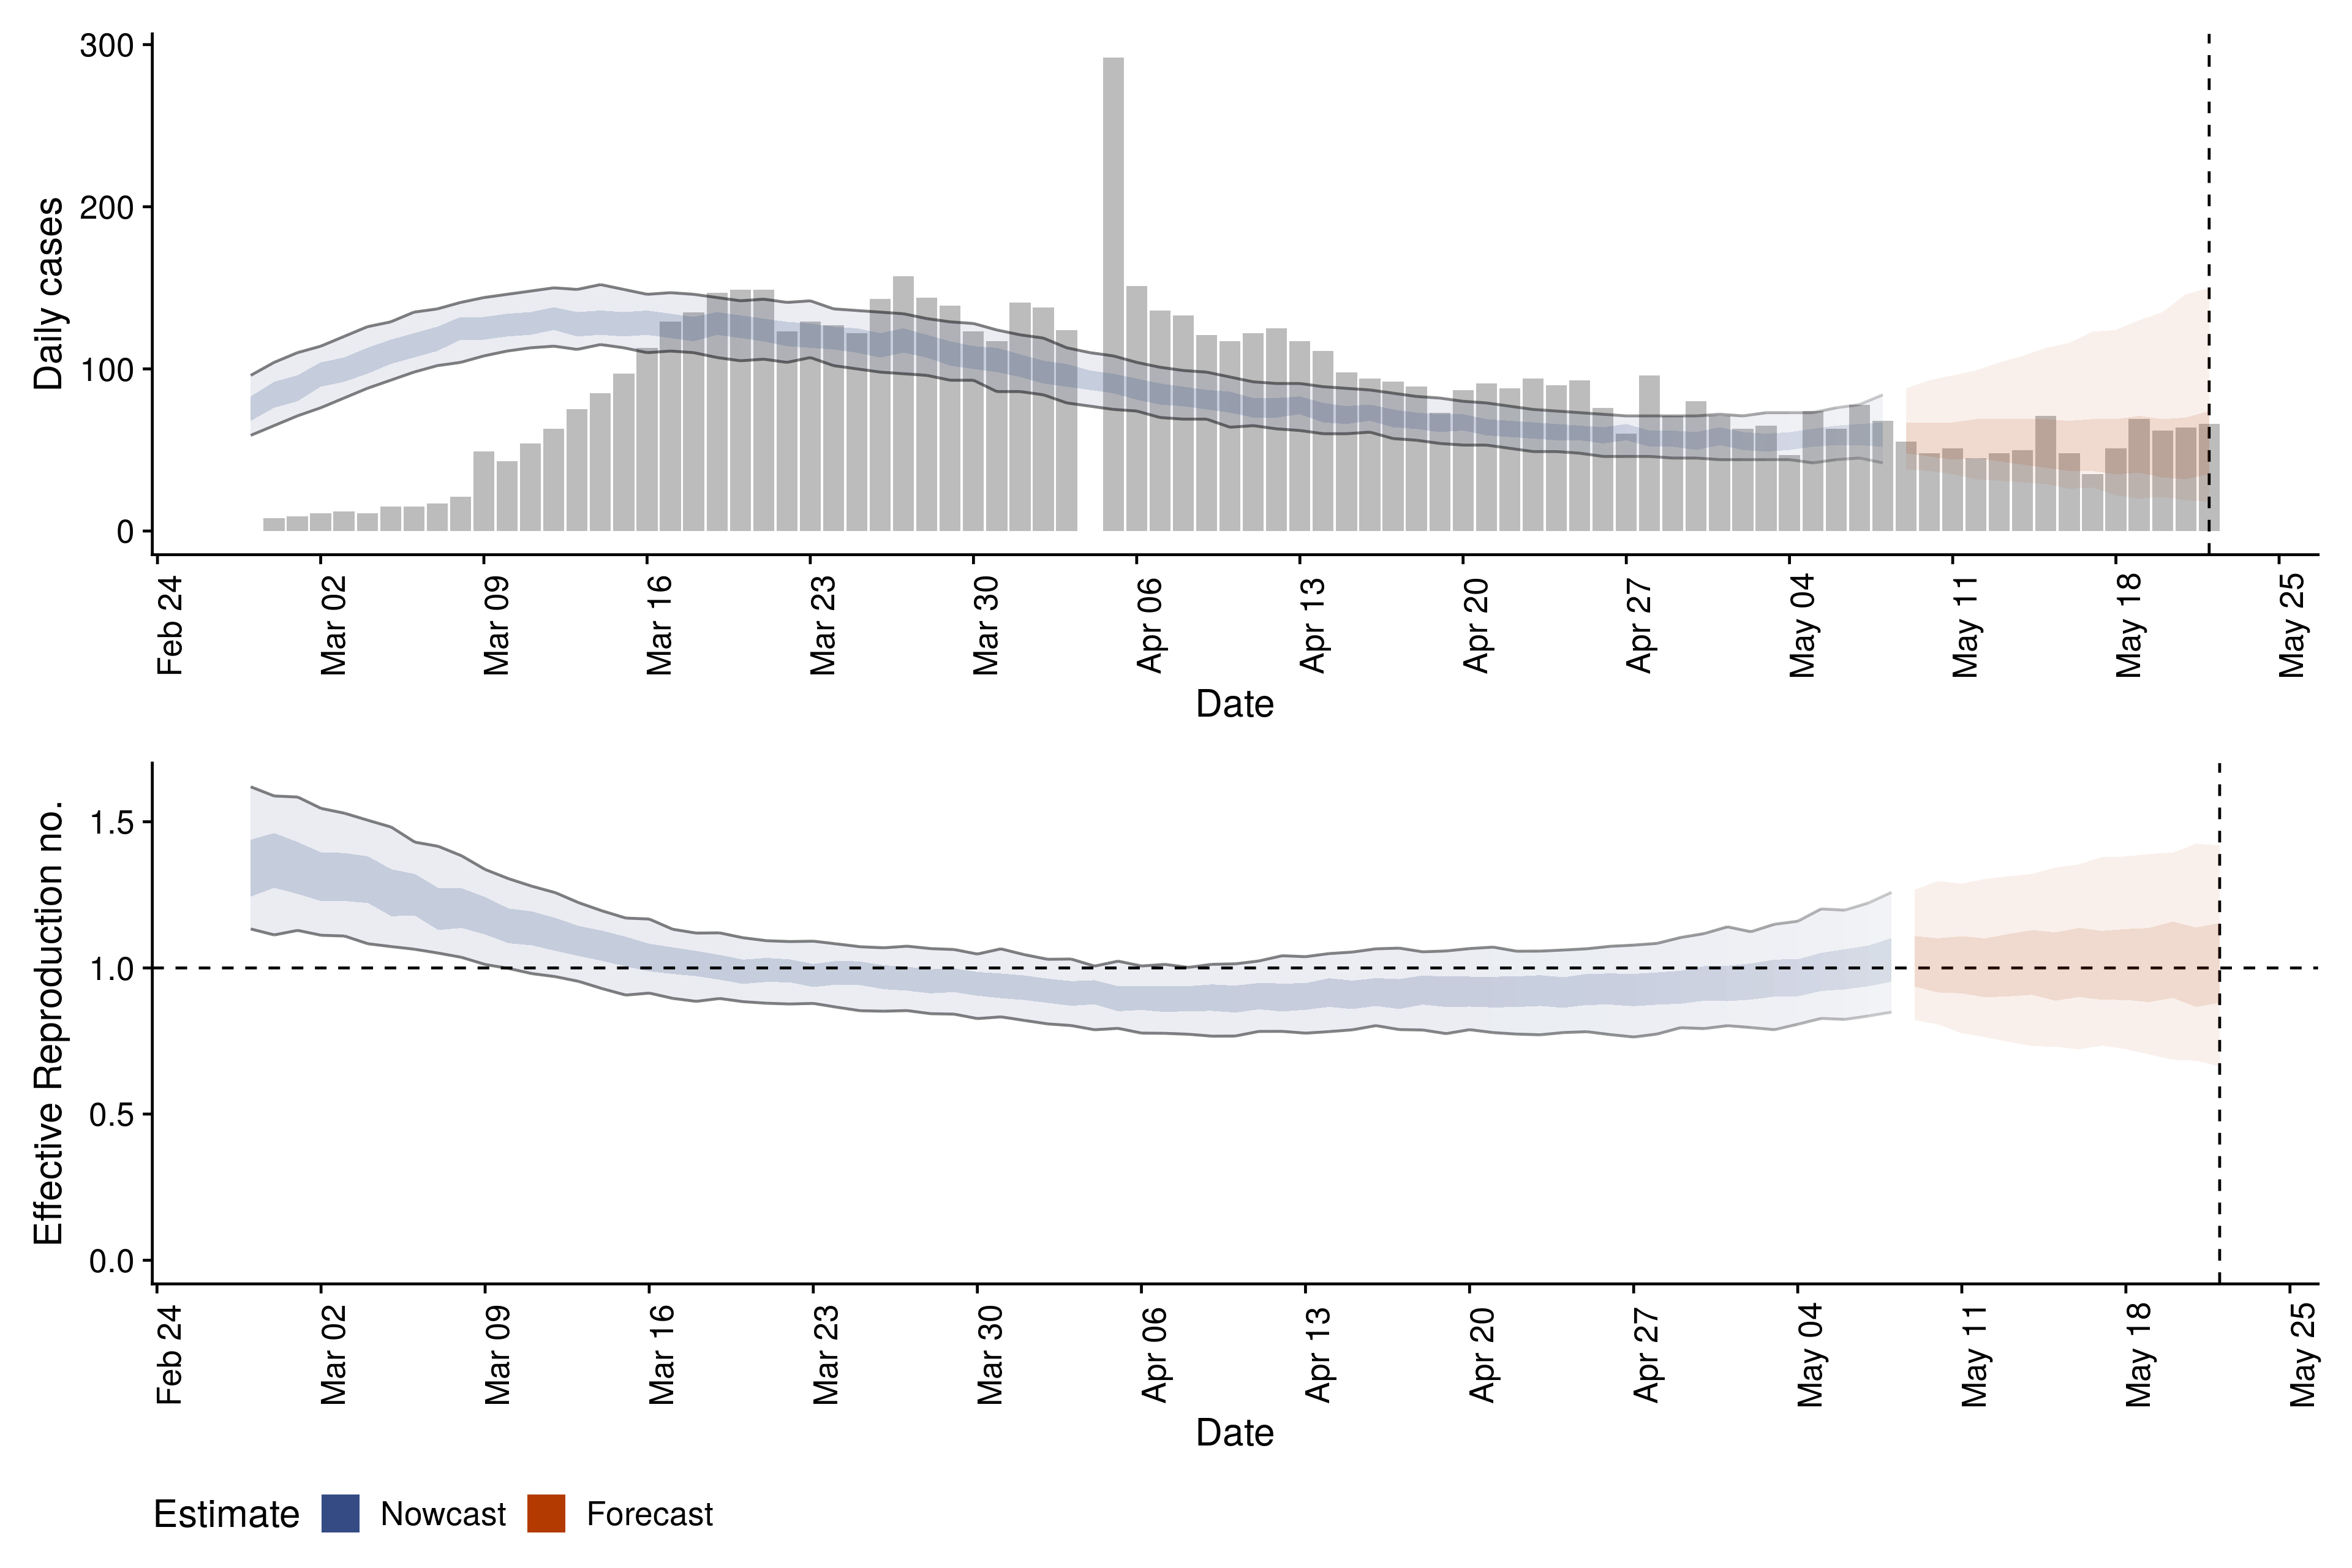 Daily cases
300
200
100
0
Feb 24
Mar 02
Mar 09
Mar 16
Mar 23
Mar 30
Apr 06
Apr 13
Apr 20
Apr 27
May 04
May 11
May 18
May 25
Date
Effective Reproduction no.
1.5
1.0
0.5
0.0
Feb 24
Mar 02
Mar 09
Mar 16
Mar 23
Mar 30
Apr 06
Apr 13
Apr 20
Apr 27
May 04
May 11
May 18
May 25
Date
Estimate Nowcast Forecast